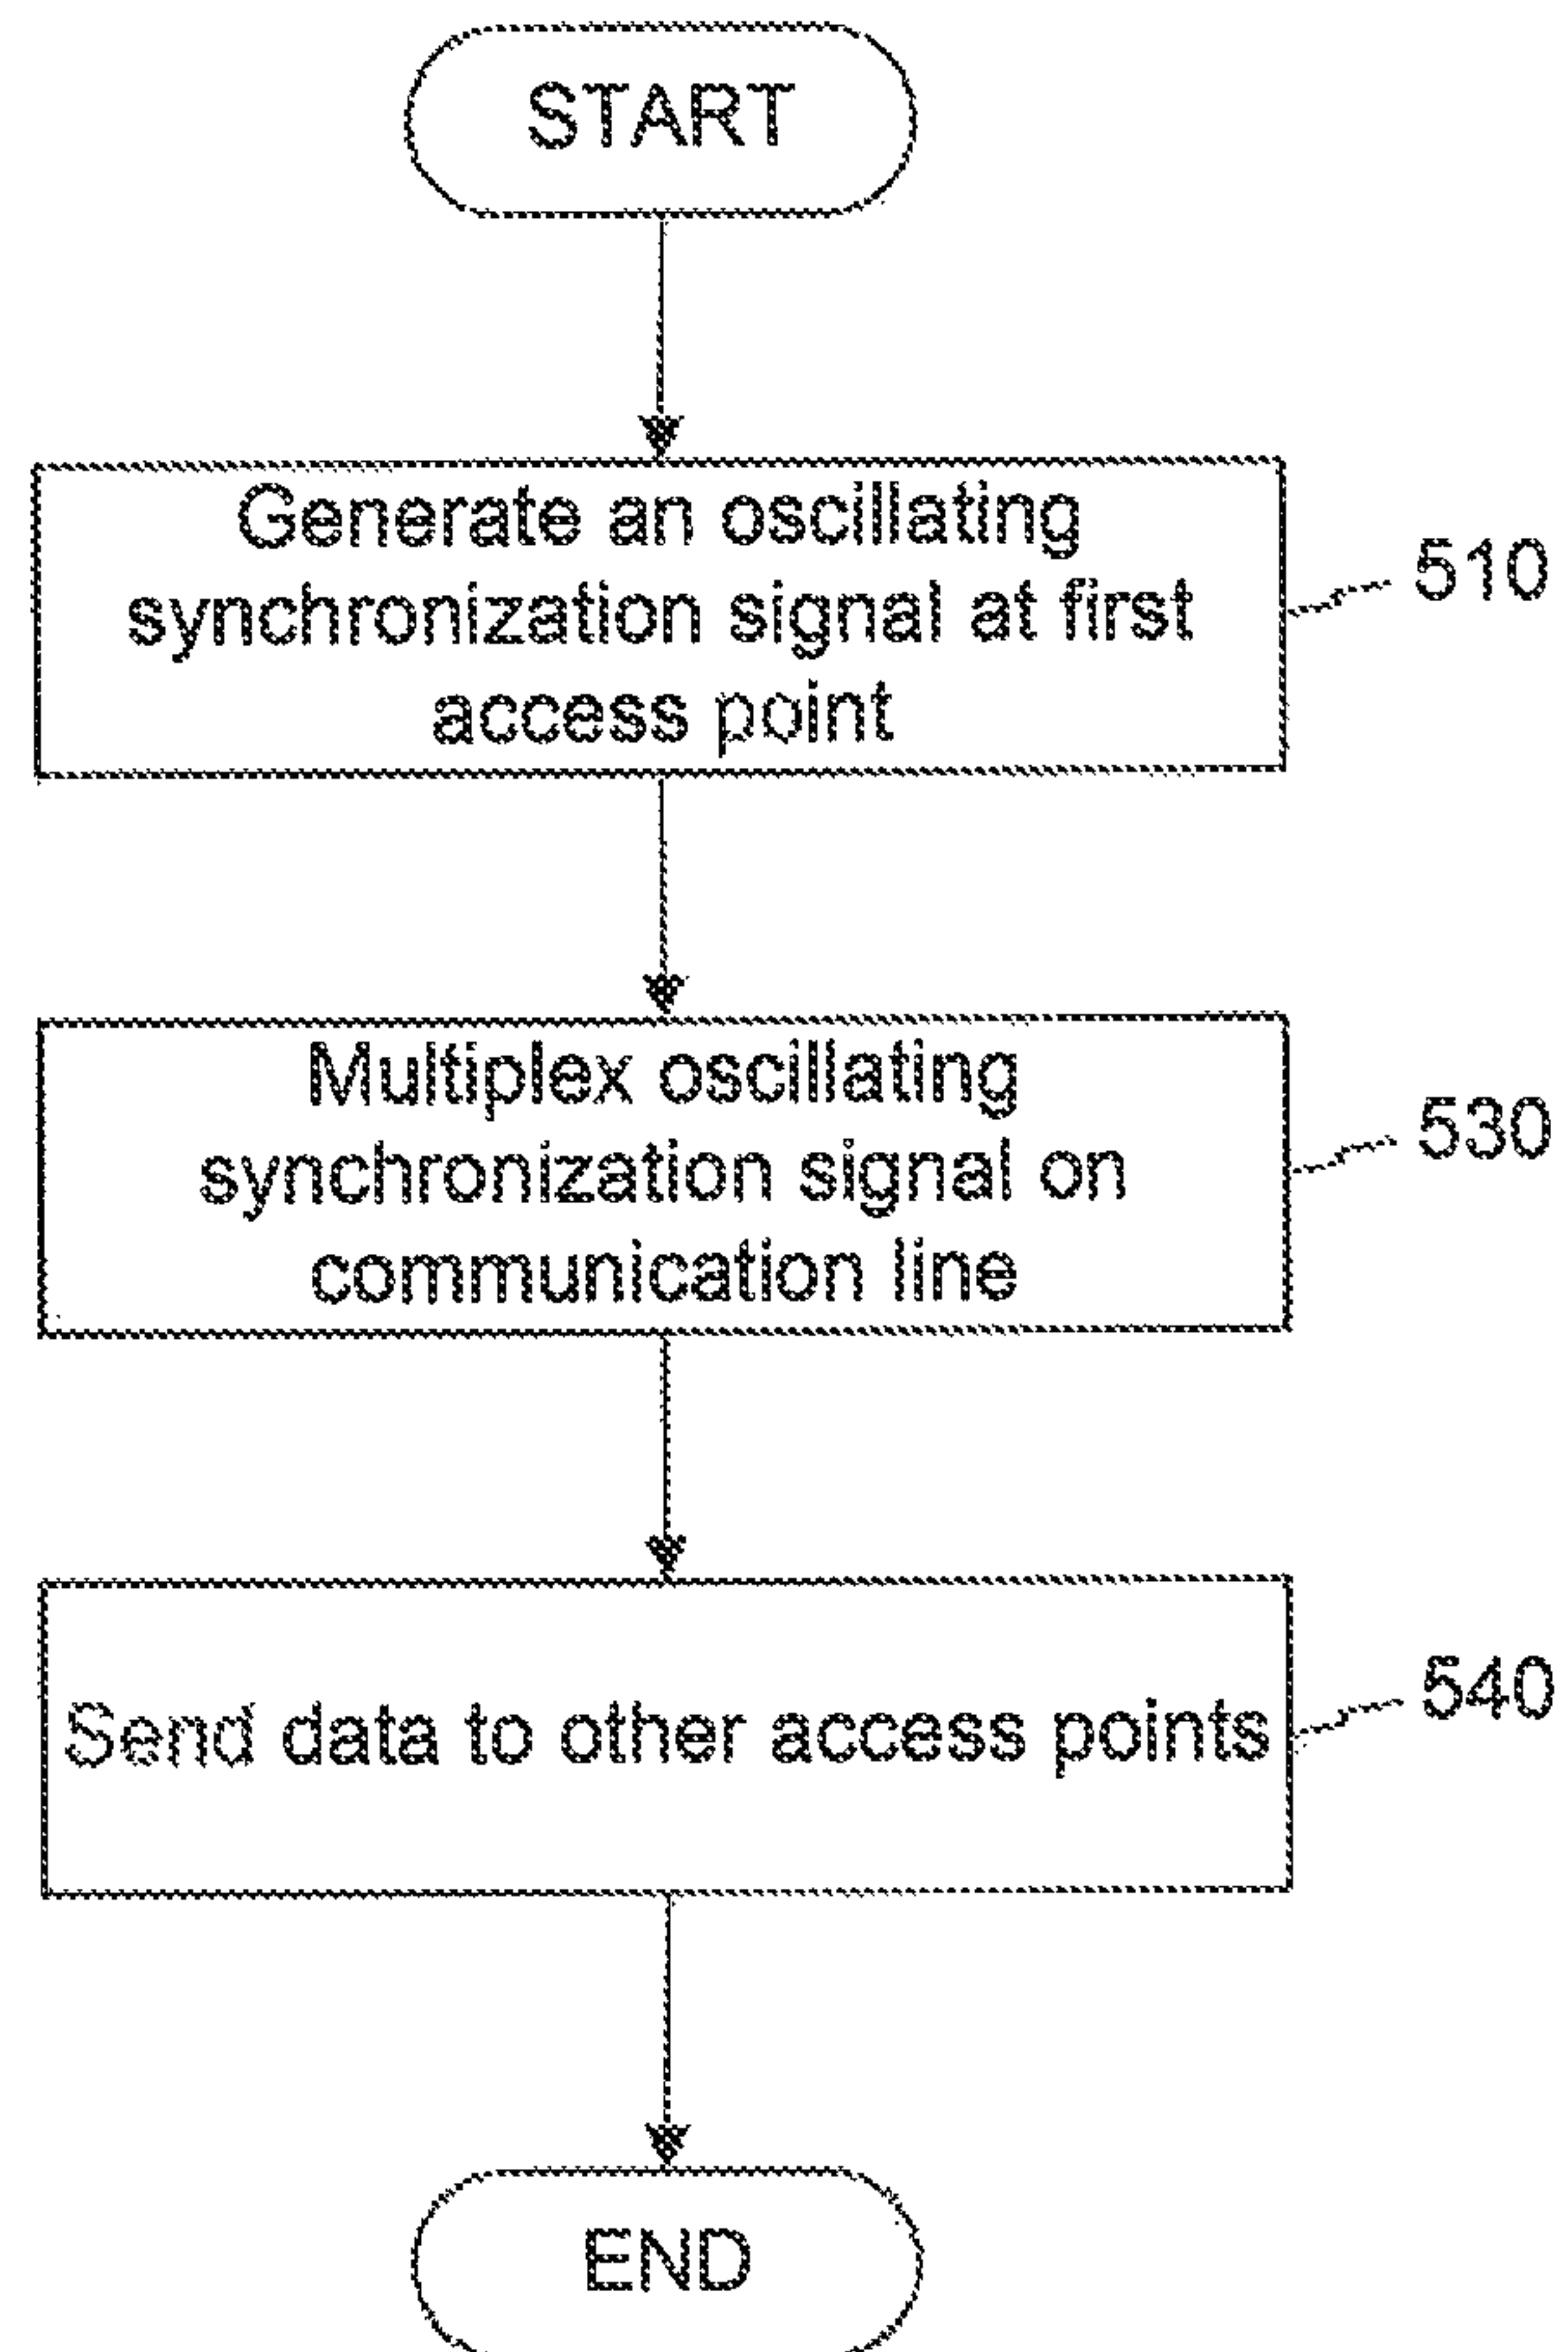 START
Generate an oscillating
synchronization signal at first
access point
510
Multiplex oscillating
synchronization signal on
communication line
530
Send data to other access points
540
END